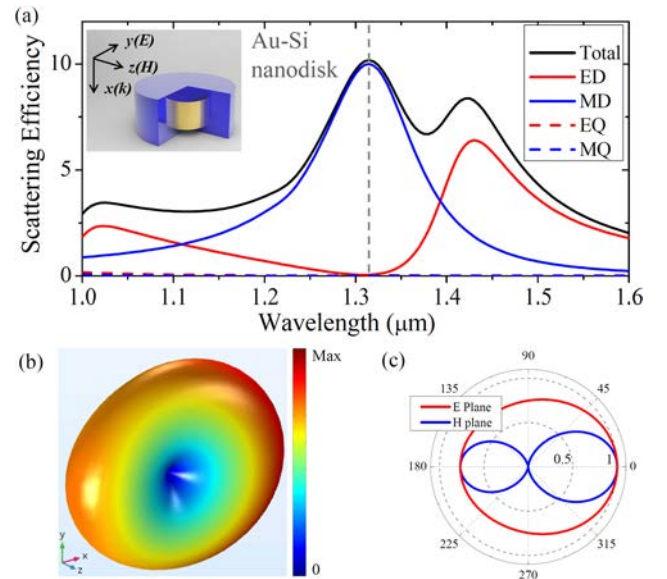 (a)
y(E)
z(H)
x(k)
Au-Si
nanodisk
Total
ED
MD
EQ
MQ
Scattering Efficiency
10
5
0
1.0 1.1 1.2 1.3 1.4 1.5 1.6
Wavelength (μm)
(b)
Max
0
y
x
z
(c)
E Plane
H plane
90
135 45
180 0.5 1 0
225 315
270